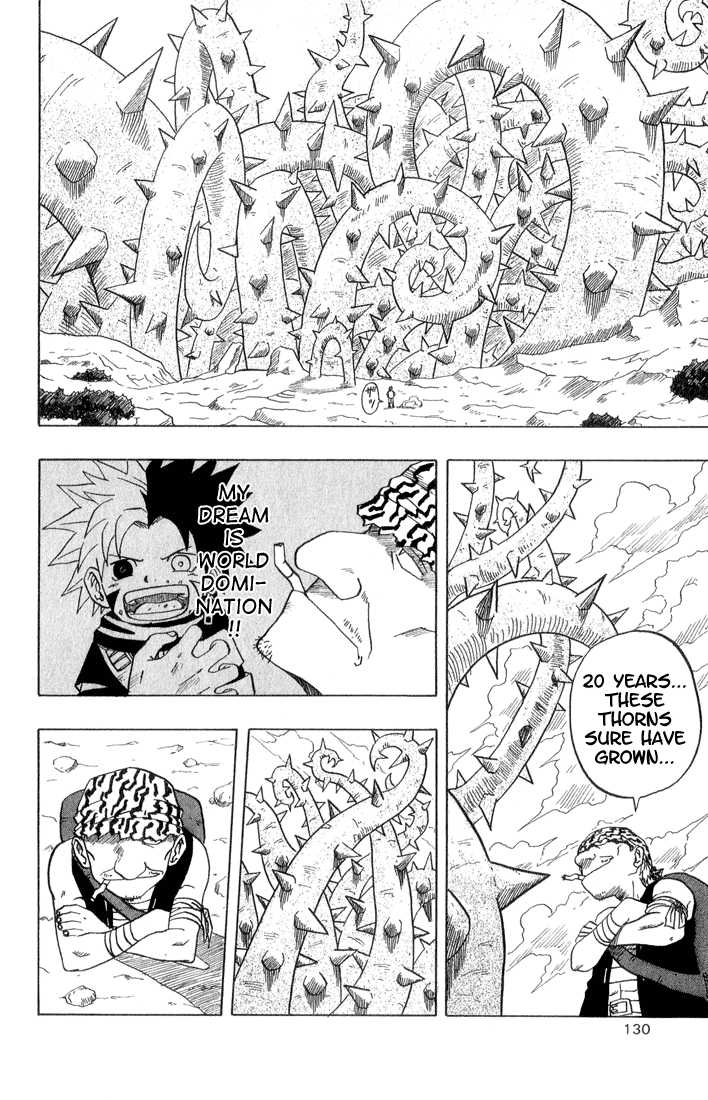 20 YEARS...
THESE
THORNS
SURE HAVE
GROWN...
MY
DREAM
IS
WORLD
DOMI-
NATION
!!
130